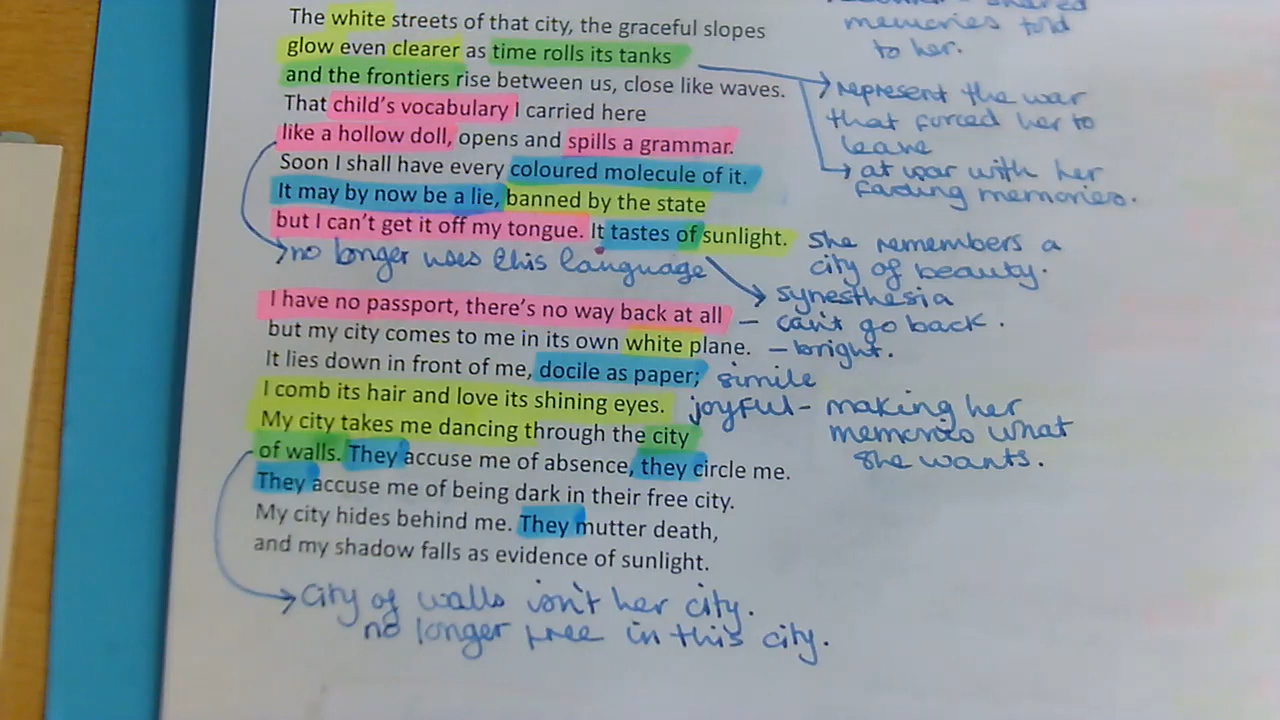 The white streets of that city, the graceful slopes
glow even clearer as time rolls its tanks
and the frontiers rise between us, close like waves.
That child's vocabulary I carried here
like a hollow doll, opens and spills a grammar.
Soon I shall have every coloured molecule of it.
It may by now be a lie, banned by the state
but I can't get it off my tongue. It tastes of sunlight.
no longer uses this language
I have no passport, there's no way back at all
but my city comes to me in its own white plane.
It lies down in front of me, docile as paper;
I comb its hair and love its shining eyes.
My city takes me dancing through the city
of walls. They accuse me of absence, they circle me.
They accuse me of being dark in their free city.
My city hides behind me. They mutter death,
and my shadow falls as evidence of sunlight.
City of walls isn't her city.
no longer free in this city.
memories told
to her.
represent the war
that forced her to
leave
at war with her
fading memories.
She remembers a
city of beauty.
synesthesia
- can't go back.
- bright.
simile
joyful - making her
memories what
she wants.